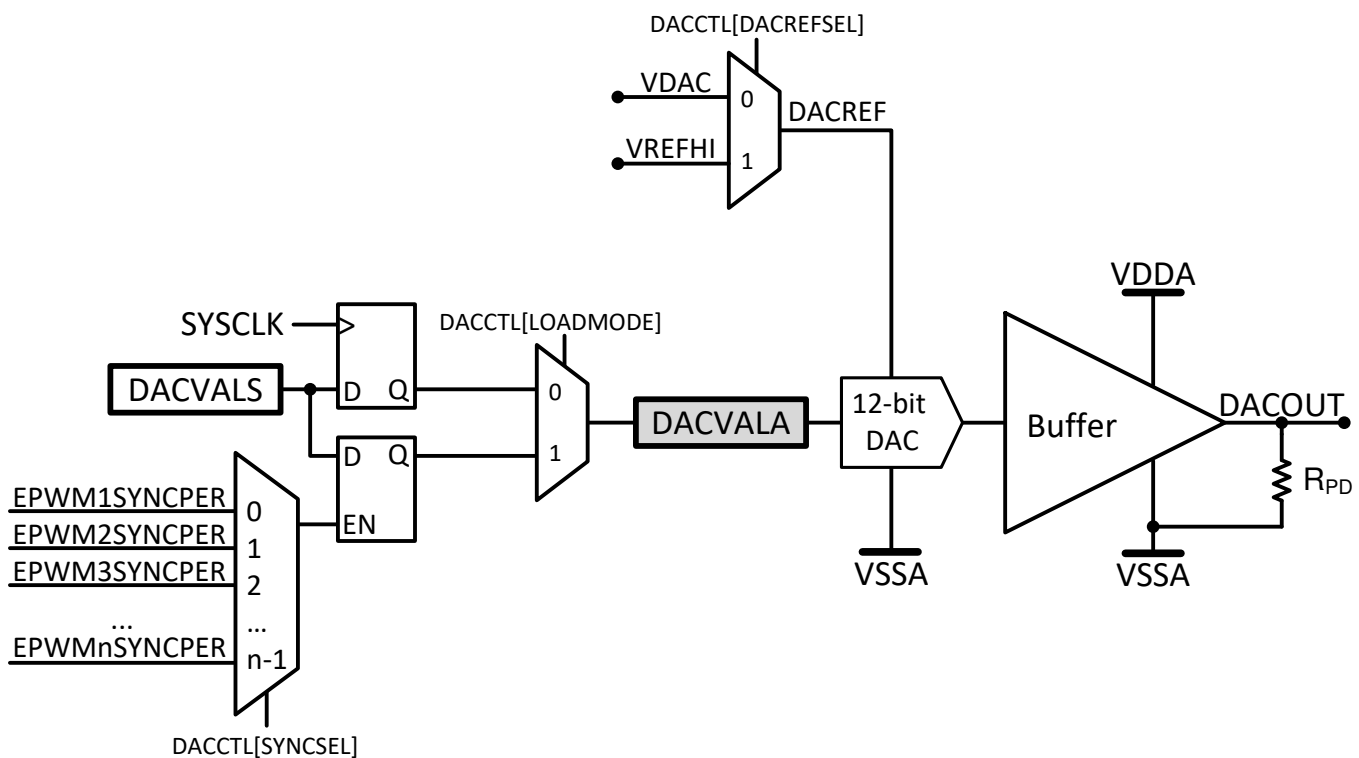 DACCTL[DACREFSEL]
VDAC
0
DACREF
VREFHI
1
VDDA
SYSCLK
>
DACCTL[LOADMODE]
DACVALS
D
Q
0
12-bit
DAC
DACOUT
DACVALA
Buffer
D
Q
1
RPD
EPWM1SYNCPER
0
EN
EPWM2SYNCPER
1
EPWM3SYNCPER
2
VSSA
VSSA
...
...
EPWMnSYNCPER
n-1
DACCTL[SYNCSEL]